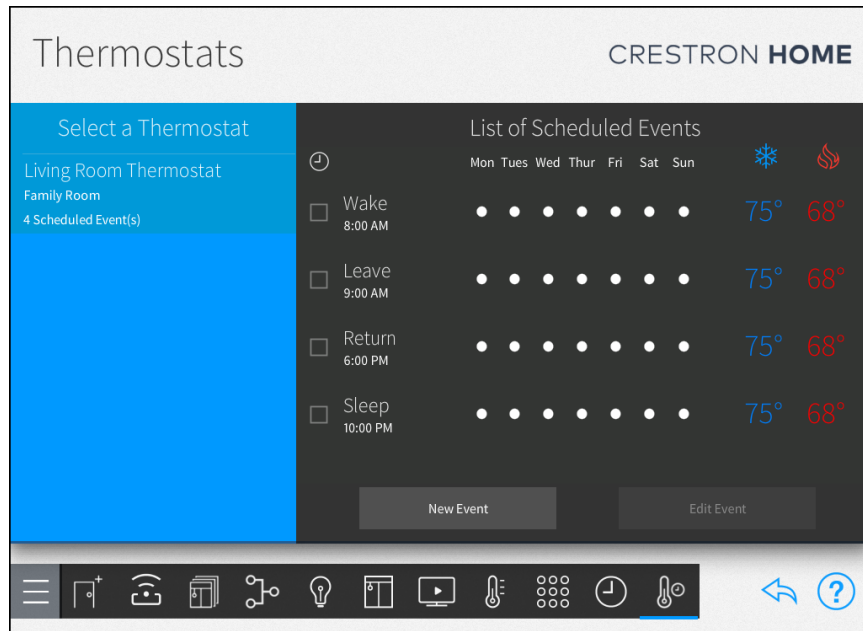 Thermostats
CRESTRON HOME
Select a Thermostat
Living Room Thermostat
Family Room
4 Scheduled Event(s)
List of Scheduled Events
Mon Tues Wed Thur Fri Sat Sun
Wake
8:00 AM
75° 68°
Leave
9:00 AM
75° 68°
Return
6:00 PM
75° 68°
Sleep
10:00 PM
75° 68°
New Event
Edit Event
?